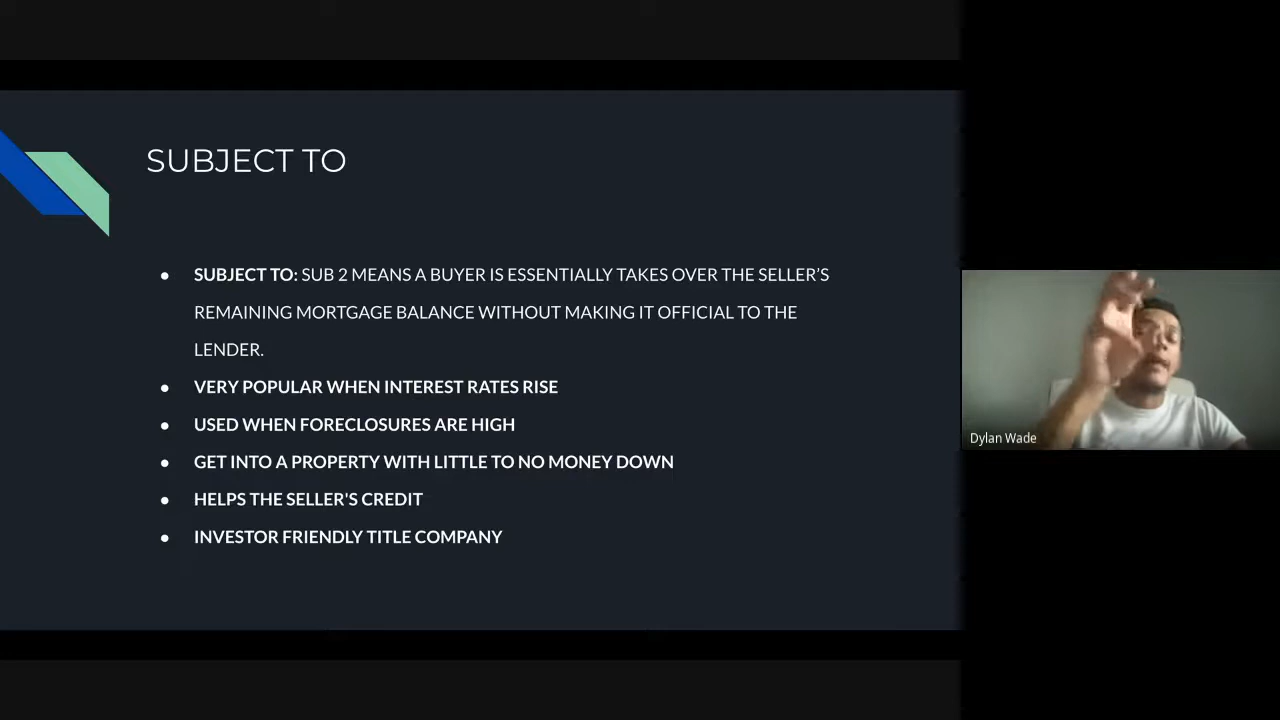 SUBJECT TO
● SUBJECT TO: SUB 2 MEANS A BUYER IS ESSENTIALLY TAKES OVER THE SELLER’S
REMAINING MORTGAGE BALANCE WITHOUT MAKING IT OFFICIAL TO THE
LENDER.
● VERY POPULAR WHEN INTEREST RATES RISE
● USED WHEN FORECLOSURES ARE HIGH
● GET INTO A PROPERTY WITH LITTLE TO NO MONEY DOWN
● HELPS THE SELLER'S CREDIT
● INVESTOR FRIENDLY TITLE COMPANY
Dylan Wade